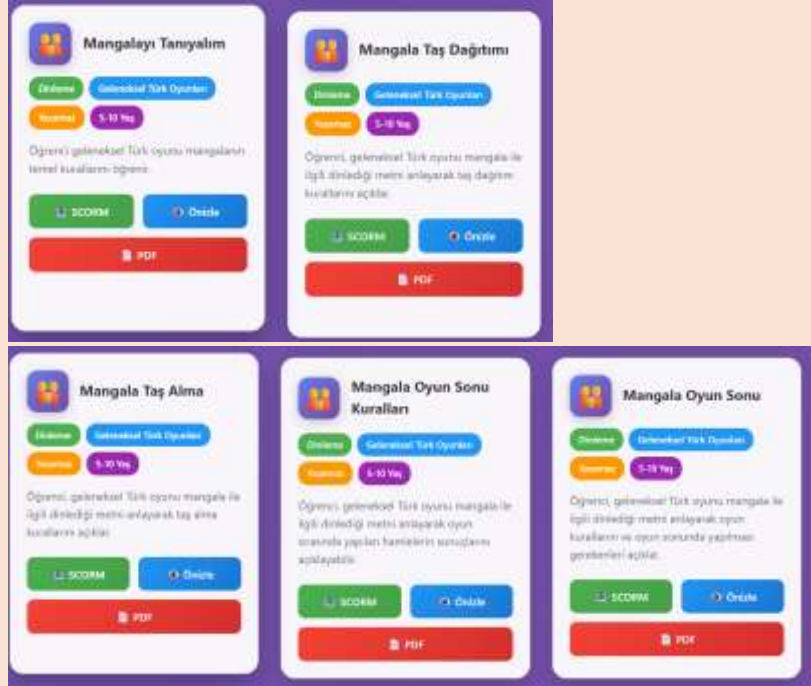 Mangalayı Tanıyalım
Dinleme
Geleneksel Türk Oyunları
Yazamaz
5-10 Yaş
Öğrenci, geleneksel Türk oyunu mangalanın
temel kurallarını öğrenir.
SCORM
Önizle
PDF
Mangala Taş Dağıtımı
Dinleme
Geleneksel Türk Oyunları
Yazamaz
5-10 Yaş
Öğrenci, geleneksel Türk oyunu mangala ile
ilgili dinlediği metni anlayarak taş dağıtım
kurallarını açıklar.
SCORM
Önizle
PDF
Mangala Taş Alma
Dinleme
Geleneksel Türk Oyunları
Yazamaz
5-10 Yaş
Öğrenci, geleneksel Türk oyunu mangala ile
ilgili dinlediği metni anlayarak taş alma
kurallarını açıklar.
SCORM
Önizle
PDF
Mangala Oyun Sonu
Kuralları
Dinleme
Geleneksel Türk Oyunları
Yazamaz
5-10 Yaş
Öğrenci, geleneksel Türk oyunu mangala ile
ilgili dinlediği metni anlayarak oyun
sırasında yapılan hamlelerin sonuçlarını
açıklayabilir.
SCORM
Önizle
PDF
Mangala Oyun Sonu
Dinleme
Geleneksel Türk Oyunları
Yazamaz
5-10 Yaş
Öğrenci, geleneksel Türk oyunu mangala ile
ilgili dinlediği metni anlayarak oyun
kurallarını ve oyun sonunda yapılması
gerekenleri açıklar.
SCORM
Önizle
PDF